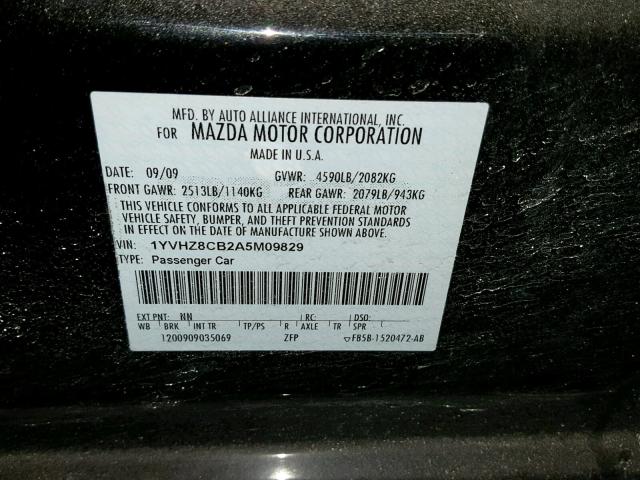 MFD. BY AUTO ALLIANCE INTERNATIONAL, INC.
FOR MAZDA MOTOR CORPORATION
MADE IN U.S.A.
DATE: 09/09 GVWR: 4590LB/2082KG
FRONT GAWR: 2513LB/1140KG REAR GAWR: 2079LB/943KG
THIS VEHICLE CONFORMS TO ALL APPLICABLE FEDERAL MOTOR
VEHICLE SAFETY, BUMPER, AND THEFT PREVENTION STANDARDS
IN EFFECT ON THE DATE OF MANUFACTURE SHOWN ABOVE.
VIN: 1YVHZ8CB2A5M09829
TYPE: Passenger Car
EXT PNT: NN RC: DSO:
WB BRK INT TR TP/PS R AXLE TR SPR
1200909035069 ZFP FB5B-1520472-AB